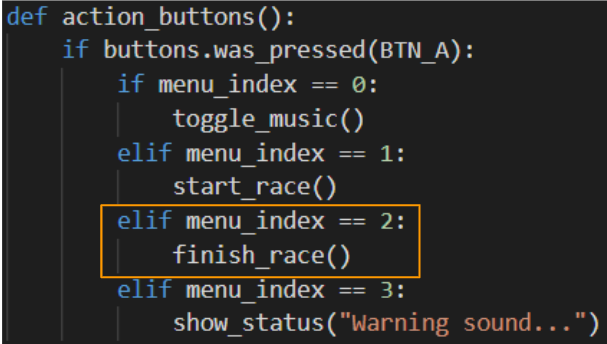 def action_buttons():
    if buttons.was_pressed(BTN_A):
        if menu_index == 0:
            toggle_music()
        elif menu_index == 1:
            start_race()
        elif menu_index == 2:
            finish_race()
        elif menu_index == 3:
            show_status("Warning sound...")